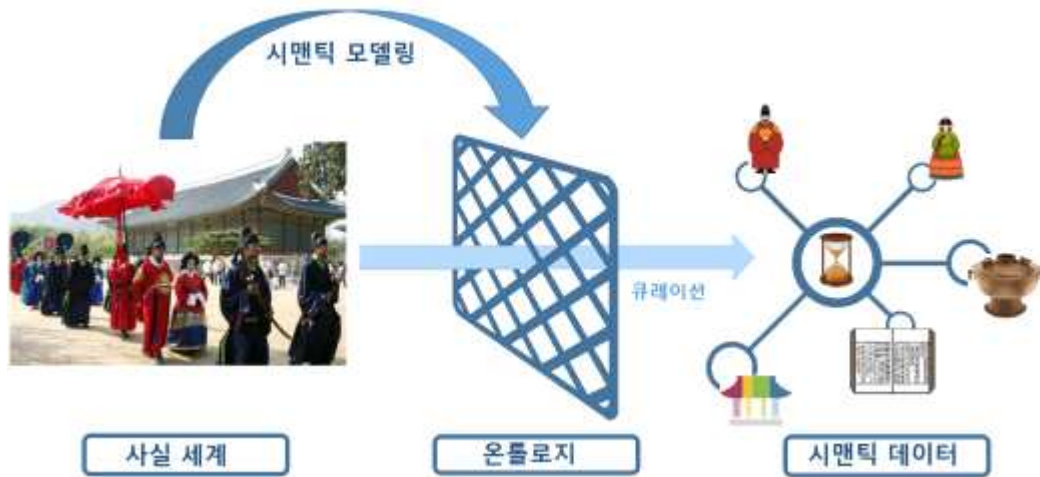 시맨틱 모델링
큐레이션
사실 세계
온톨로지
시맨틱 데이터